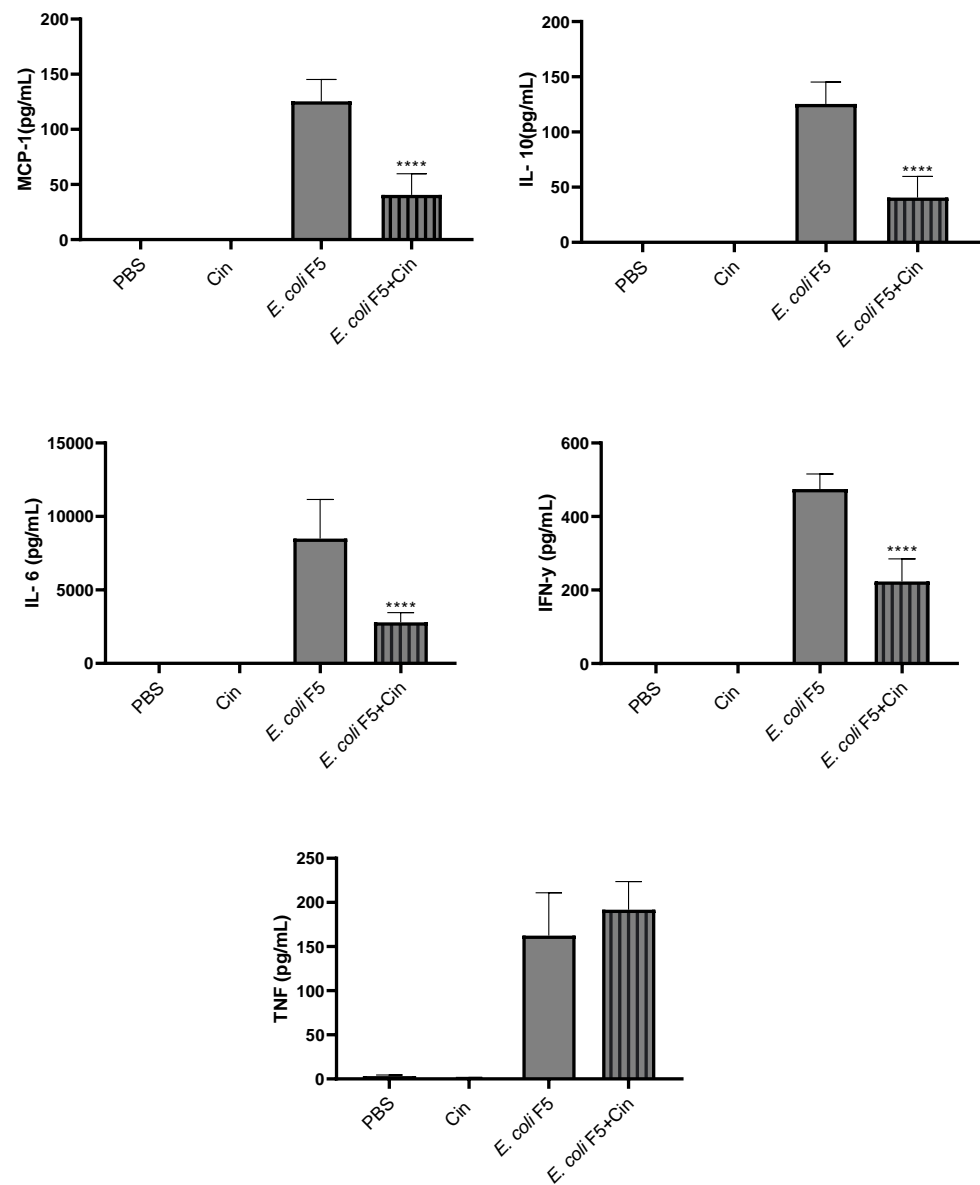 200
150
100
50
0
MCP-1(pg/mL)
****
PBS
Cin
E. coli F5
E. coli F5+Cin
200
150
100
50
0
IL- 10(pg/mL)
****
PBS
Cin
E. coli F5
E. coli F5+Cin
15000
10000
5000
0
IL- 6 (pg/mL)
****
PBS
Cin
E. coli F5
E. coli F5+Cin
600
400
200
0
IFN-y (pg/mL)
****
PBS
Cin
E. coli F5
E. coli F5+Cin
250
200
150
100
50
0
TNF (pg/mL)
PBS
Cin
E. coli F5
E. coli F5+Cin